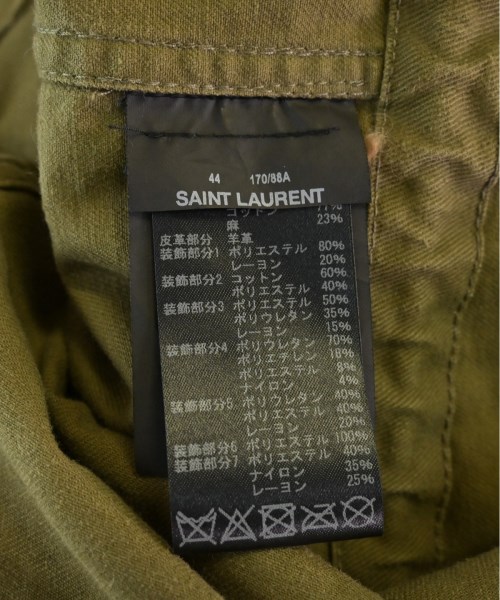 44 170/88A
SAINT LAURENT
コットン 77%
麻 23%
皮革部分 羊革
装飾部分1 ポリエステル 80%
レーヨン 20%
装飾部分2 コットン 60%
ポリエステル 40%
装飾部分3 ポリエステル 50%
ポリウレタン 35%
レーヨン 15%
装飾部分4 ポリウレタン 70%
ポリエチレン 18%
ポリエステル 8%
ナイロン 4%
装飾部分5 ポリウレタン 40%
ポリエステル 40%
レーヨン 20%
装飾部分6 ポリエステル 100%
装飾部分7 ポリエステル 40%
ナイロン 35%
レーヨン 25%